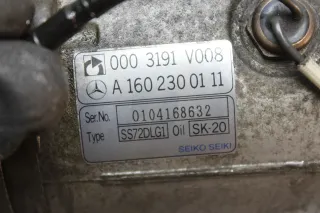 000 3191 V008
A 160 230 01 11
Ser.No. 0104168632
Type SS72DLG1 Oil SK-20
SEIKO SEIKI